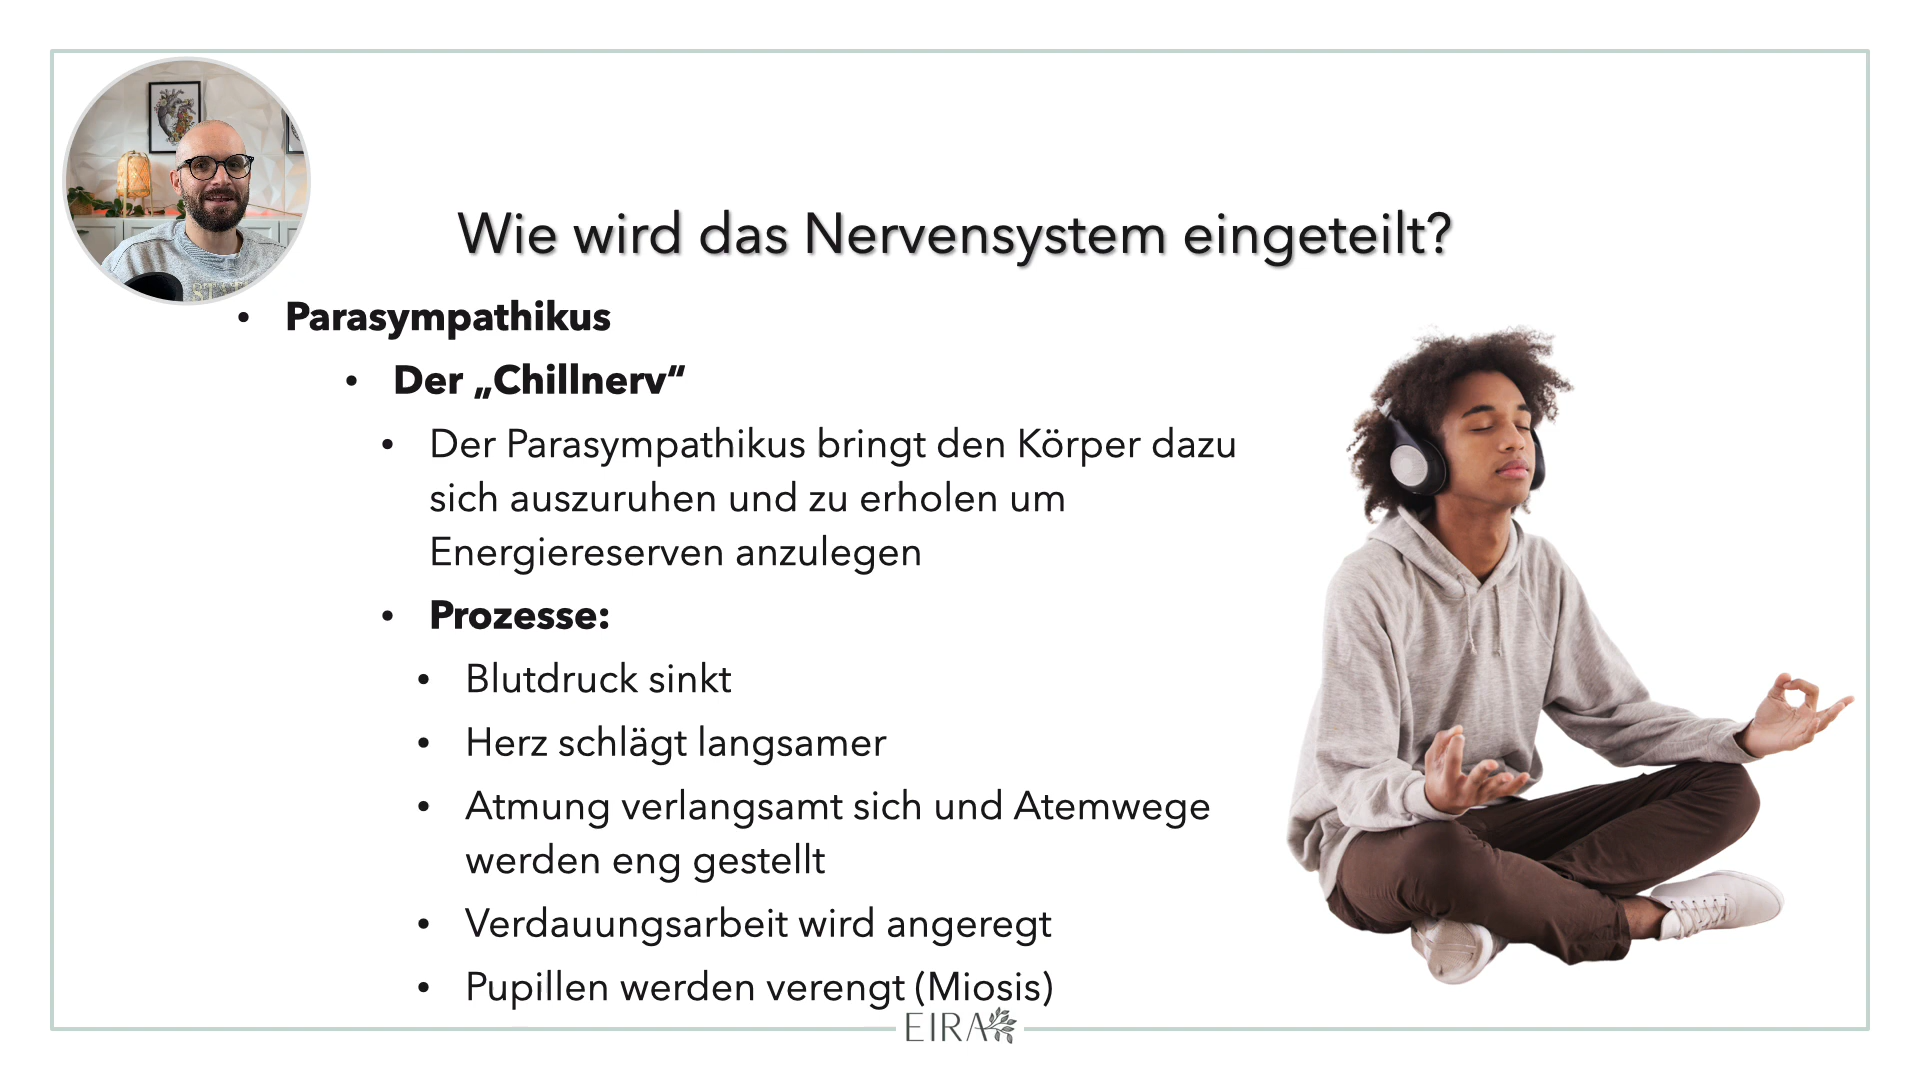 Wie wird das Nervensystem eingeteilt?
• Parasympathikus
• Der „Chillnerv“
• Der Parasympathikus bringt den Körper dazu
sich auszuruhen und zu erholen um
Energiereserven anzulegen
• Prozesse:
• Blutdruck sinkt
• Herz schlägt langsamer
• Atmung verlangsamt sich und Atemwege
werden eng gestellt
• Verdauungsarbeit wird angeregt
• Pupillen werden verengt (Miosis)
EIRA